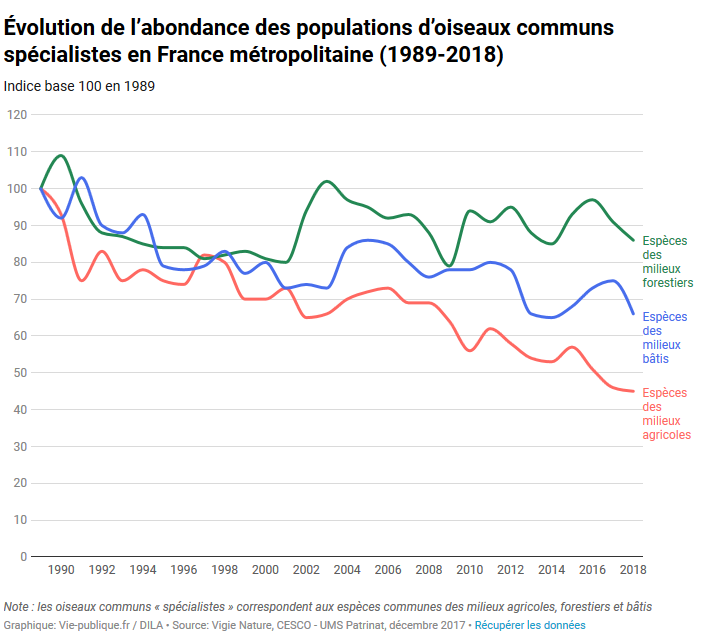 Évolution de l’abondance des populations d’oiseaux communs
spécialistes en France métropolitaine (1989-2018)
Indice base 100 en 1989
120
110
100
90
80
70
60
50
40
30
20
10
0
Espèces
des
milieux
forestiers
Espèces
des
milieux
bâtis
Espèces
des
milieux
agricoles
1990 1992 1994 1996 1998 2000 2002 2004 2006 2008 2010 2012 2014 2016 2018
Note : les oiseaux communs « spécialistes » correspondent aux espèces communes des milieux agricoles, forestiers et bâtis
Graphique: Vie-publique.fr / DILA • Source: Vigie Nature, CESCO - UMS Patrinat, décembre 2017 • Récupérer les données